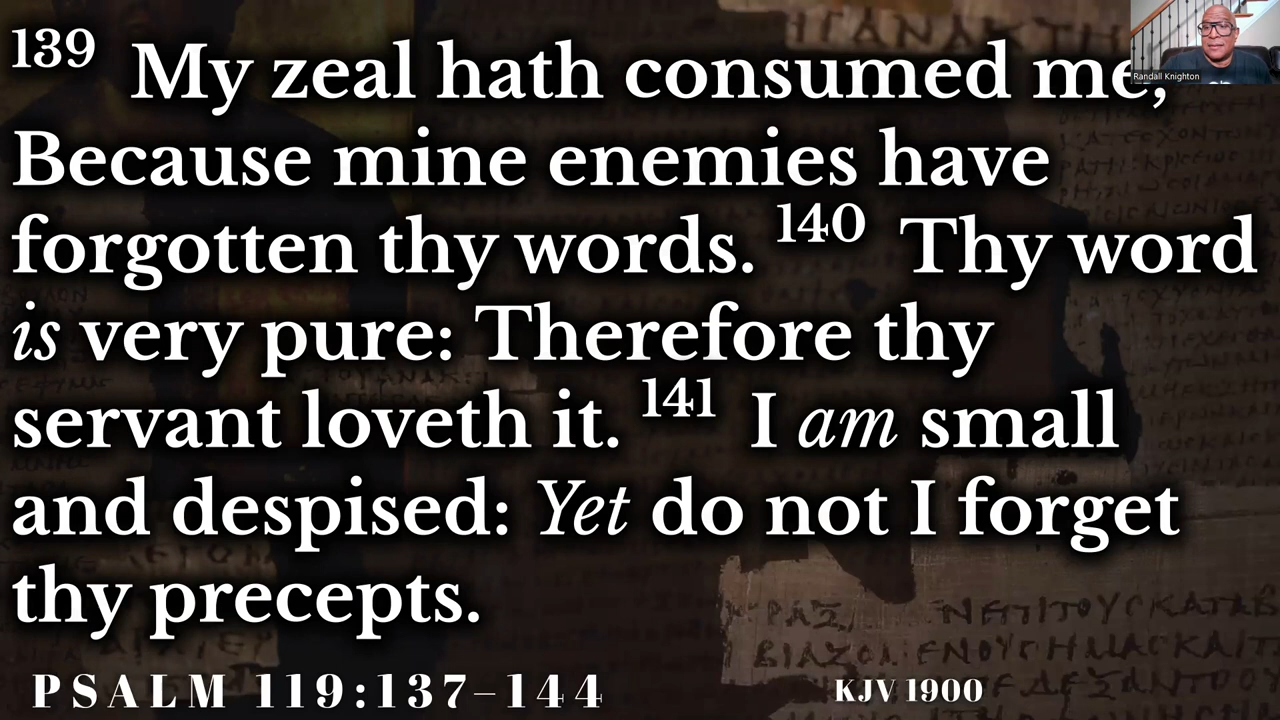 139 My zeal hath consumed me,
Randall Knighton
Because mine enemies have
forgotten thy words. 140 Thy word
is very pure: Therefore thy
servant loveth it. 141 I am small
and despised: Yet do not I forget
thy precepts.
PSALM 119:137–144
KJV 1900